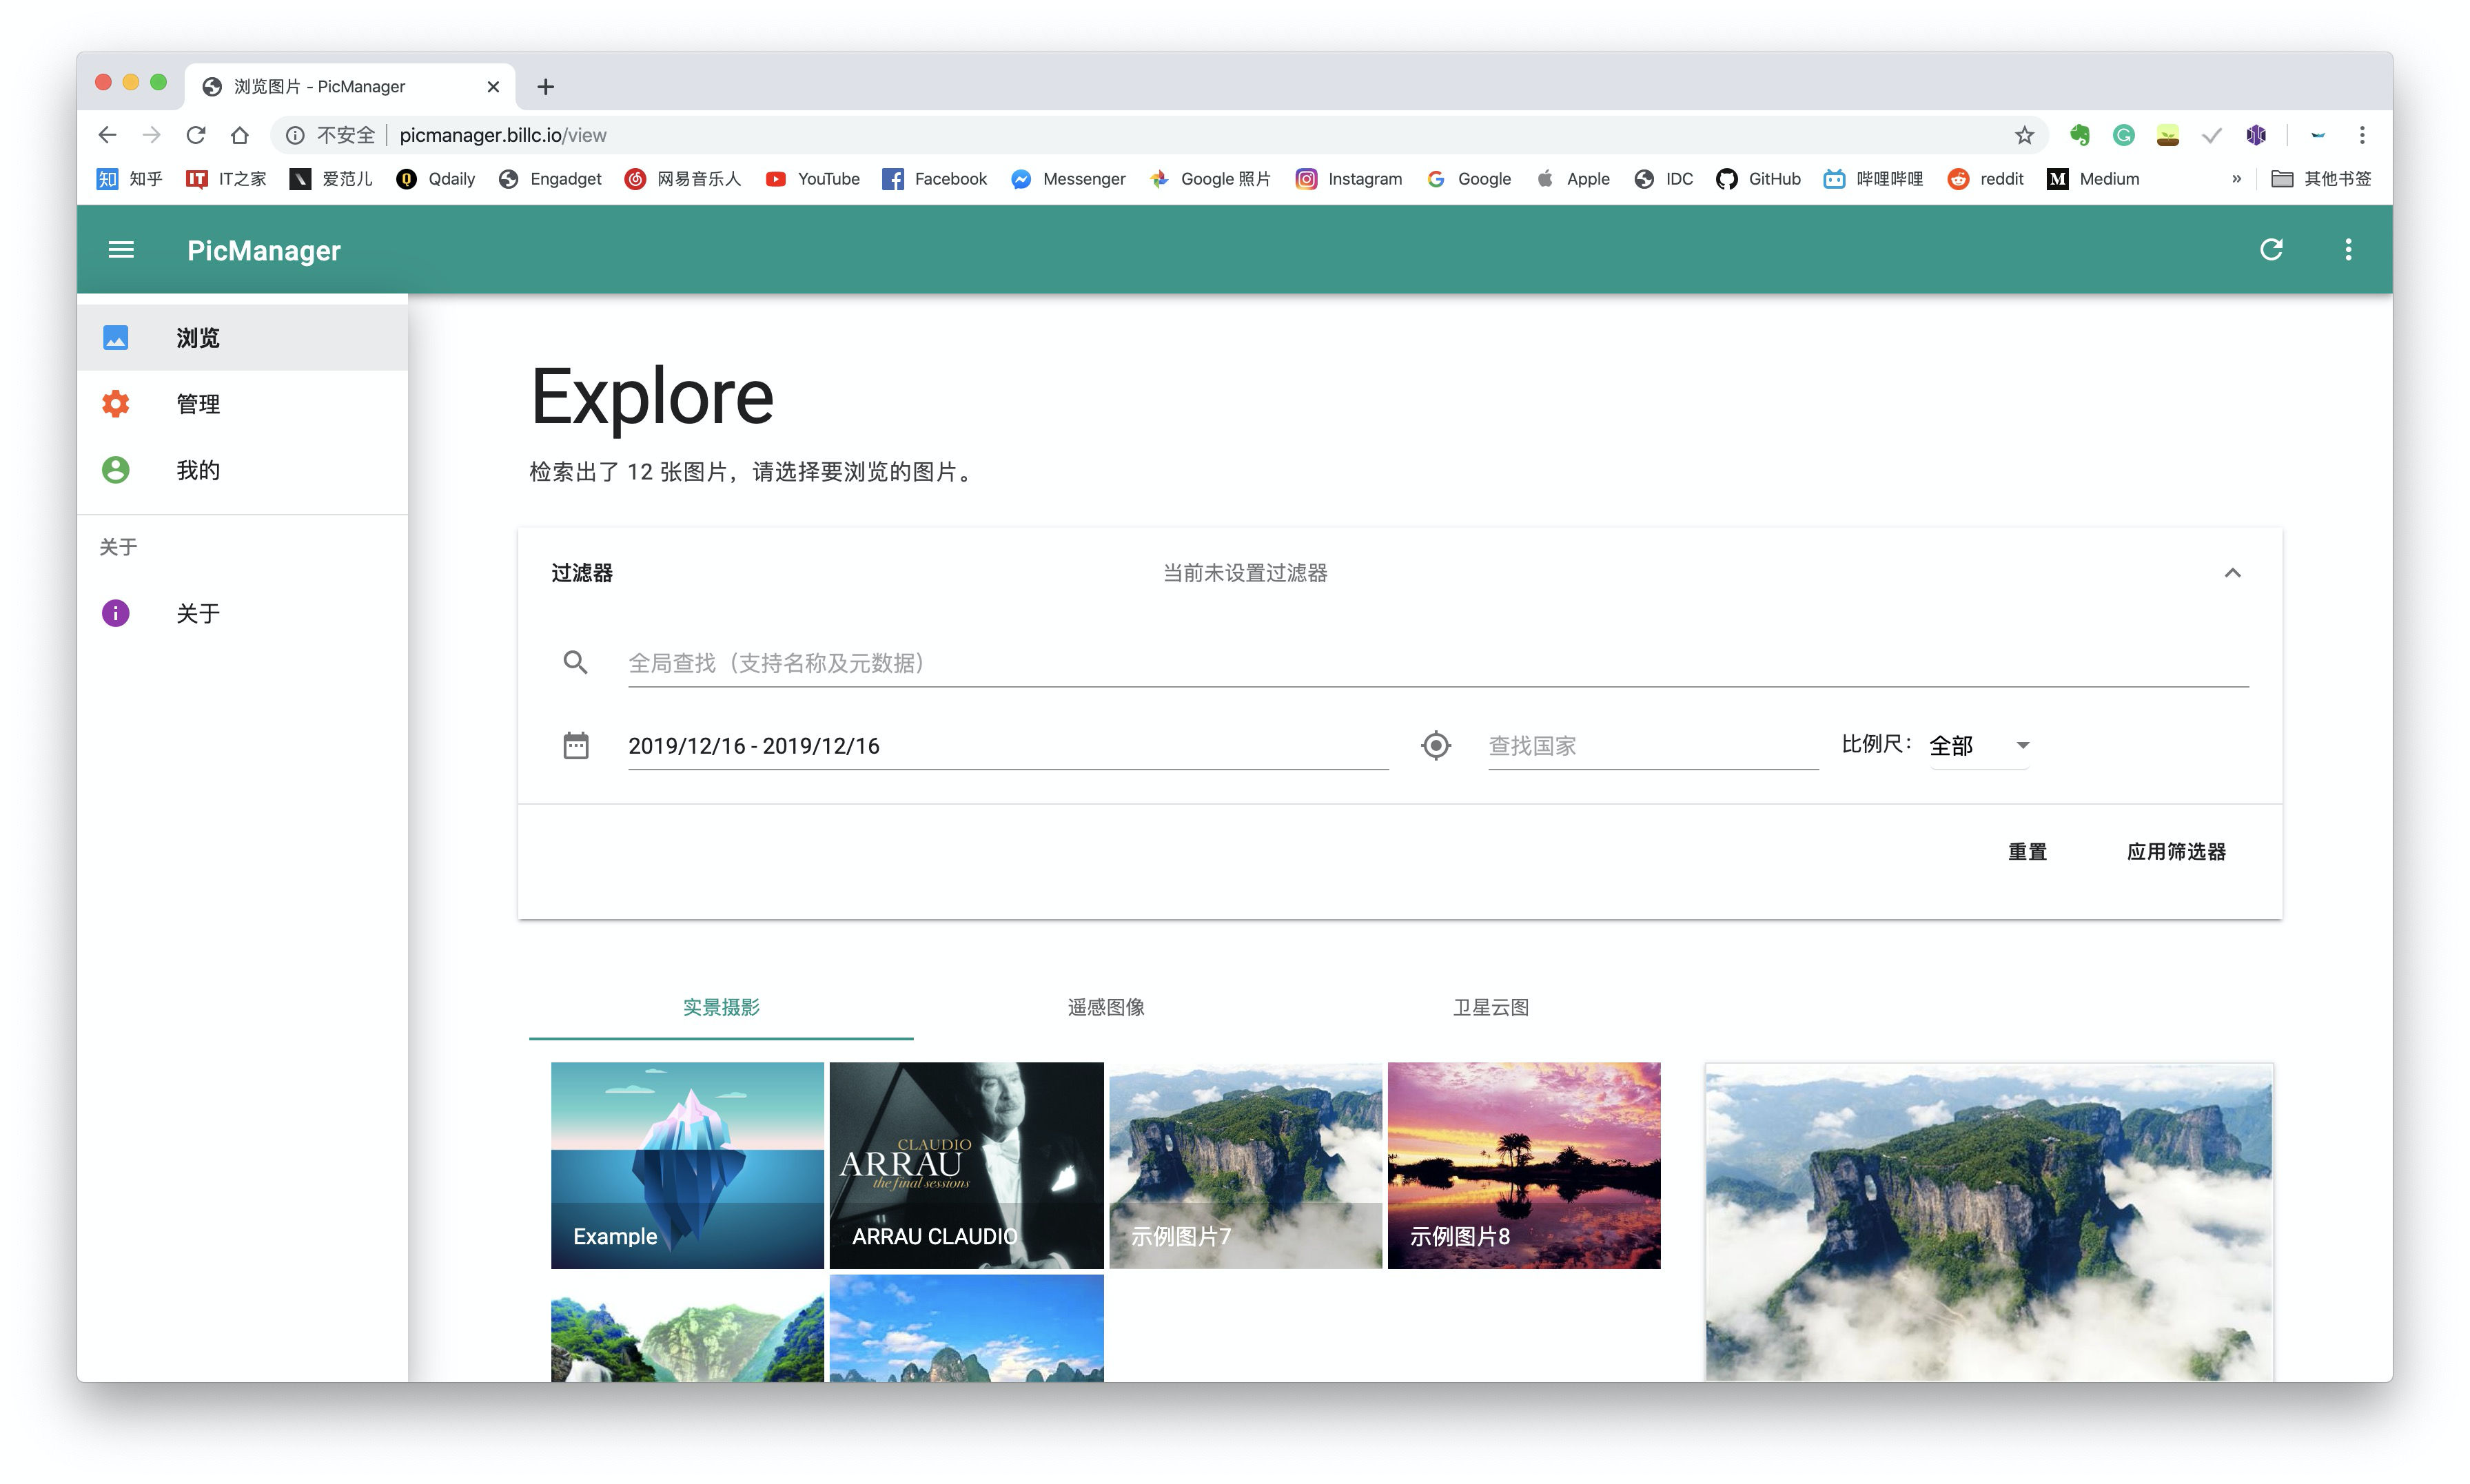 浏览图片 - PicManager
不安全 picmanager.billc.io/view
知 知乎 IT IT之家 爱范儿 Q Qdaily Engadget 网易音乐人 YouTube Facebook Messenger Google 照片 Instagram Google Apple IDC GitHub 哔哩哔哩 reddit M Medium » 其他书签
PicManager
浏览
管理
我的
关于
关于
Explore
检索出了 12 张图片，请选择要浏览的图片。
过滤器 当前未设置过滤器
全局查找（支持名称及元数据）
2019/12/16 - 2019/12/16 查找国家 比例尺： 全部
重置 应用筛选器
实景摄影 遥感图像 卫星云图
CLAUDIO
ARRAU
the final sessions
Example ARRAU CLAUDIO 示例图片7 示例图片8